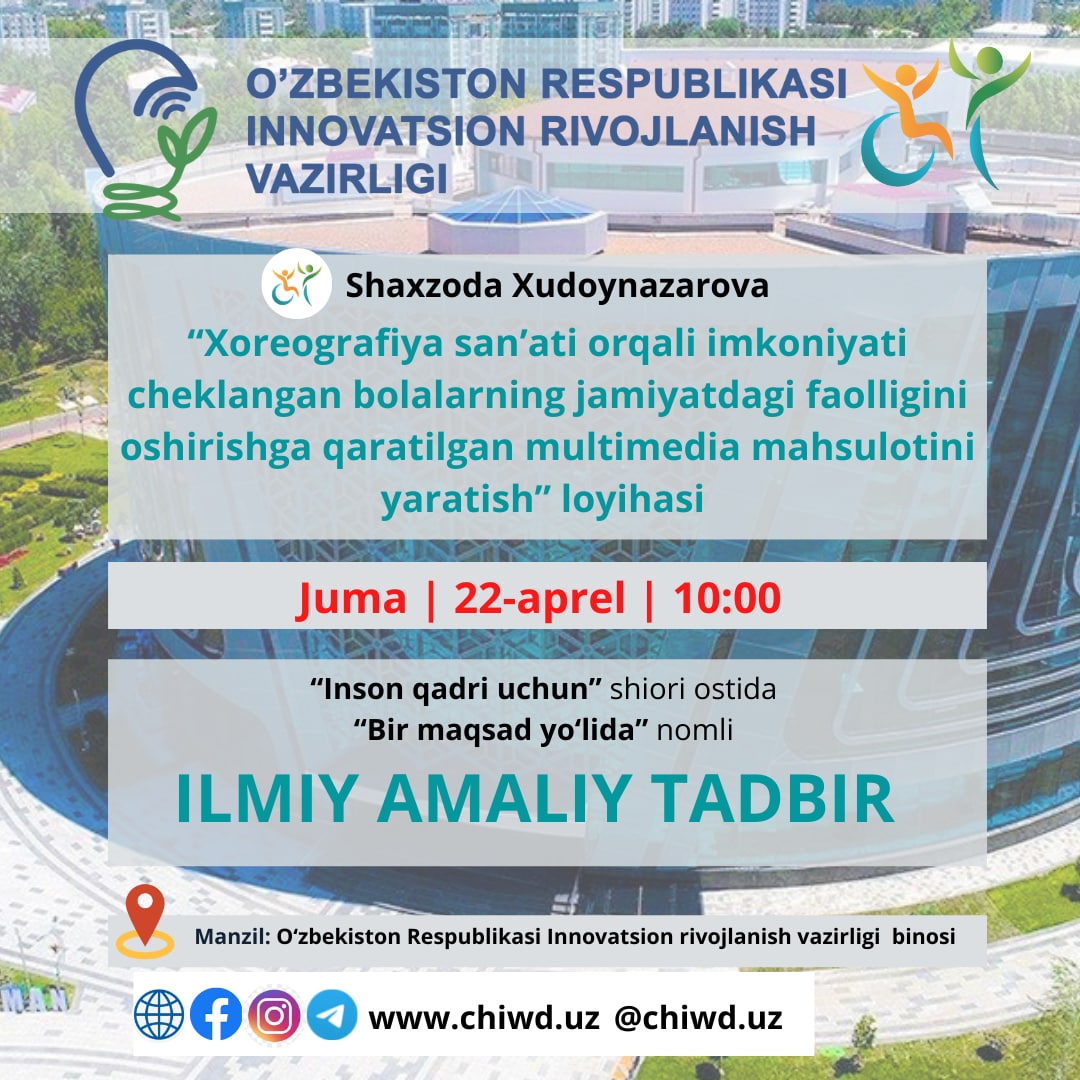 O’ZBEKISTON RESPUBLIKASI
INNOVATSION RIVOJLANISH
VAZIRLIGI
Shaxzoda Xudoynazarova
“Xoreografiya san’ati orqali imkoniyati
cheklangan bolalarning jamiyatdagi faolligini
oshirishga qaratilgan multimedia mahsulotini
yaratish” loyihasi
Juma | 22-aprel | 10:00
“Inson qadri uchun” shiori ostida
“Bir maqsad yo‘lida” nomli
ILMIY AMALIY TADBIR
Manzil: O‘zbekiston Respublikasi Innovatsion rivojlanish vazirligi binosi
www.chiwd.uz @chiwd.uz